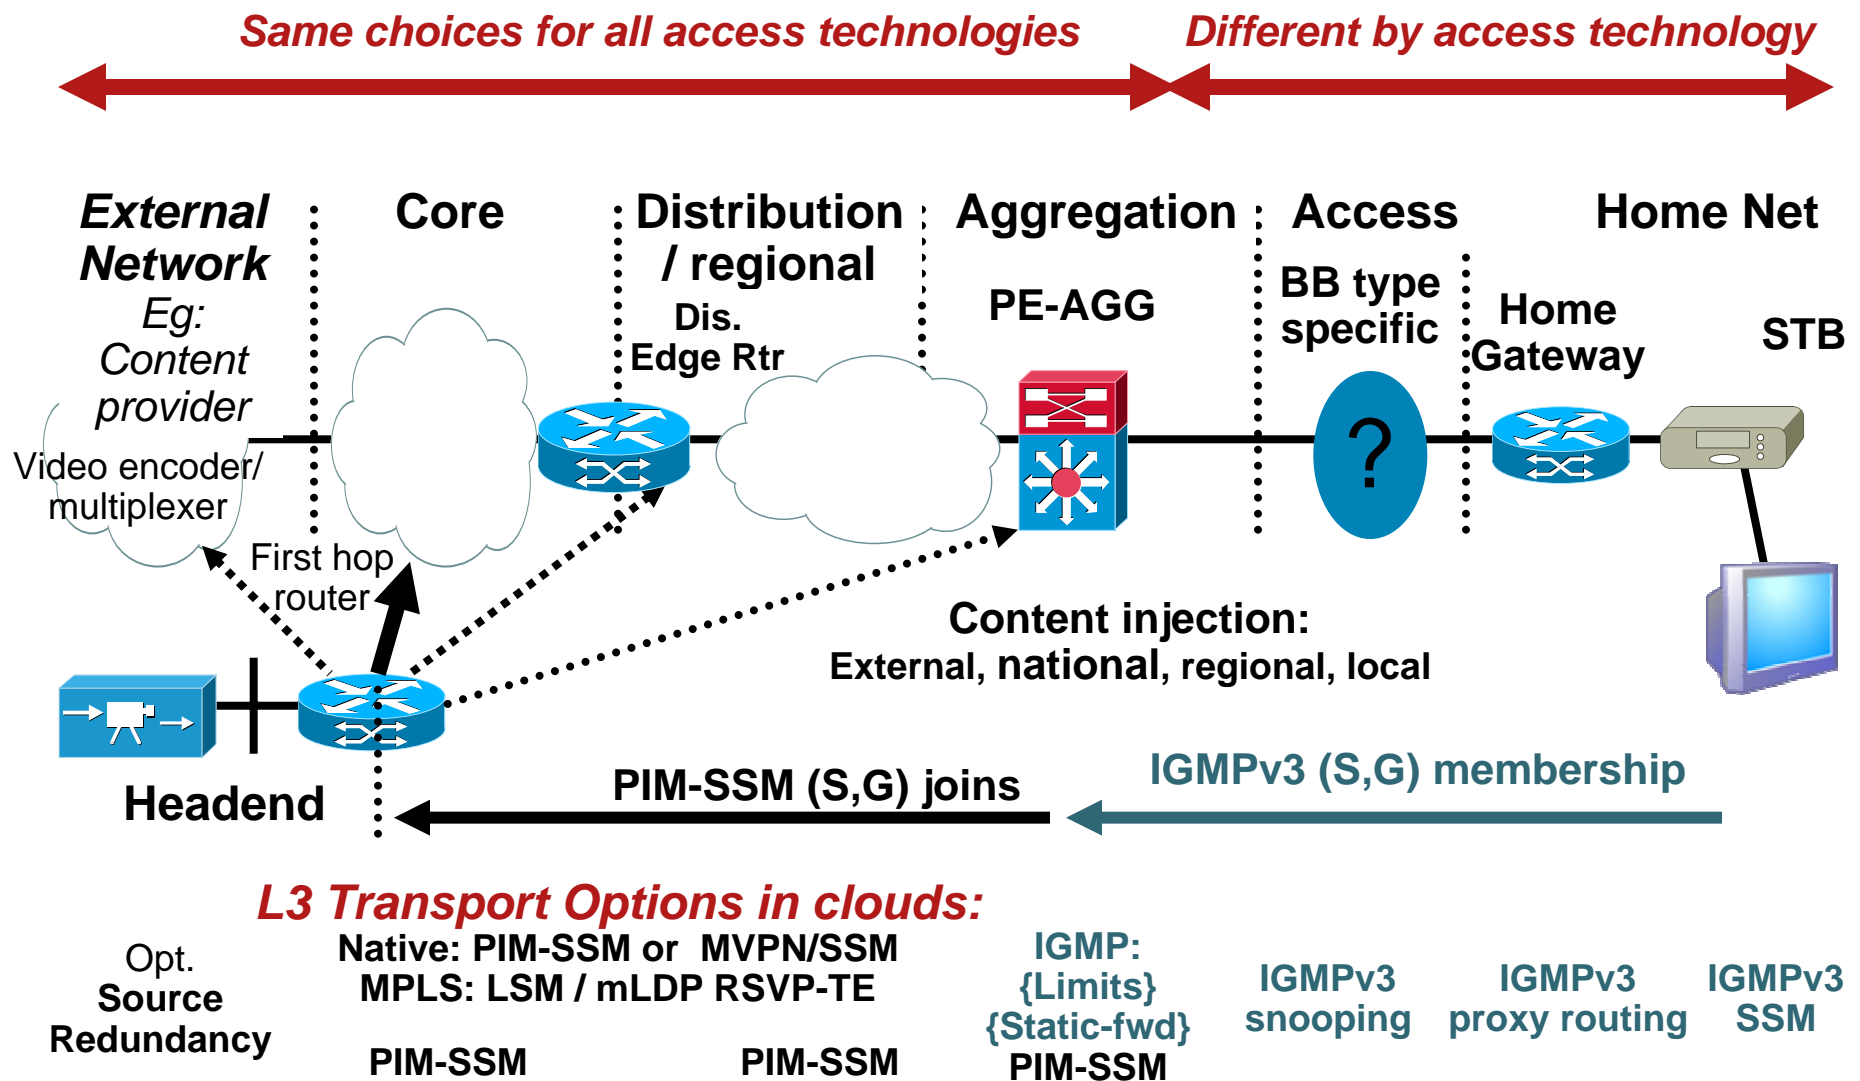 Same choices for all access technologies
Different by access technology
External
Network
Eg:
Content
provider
Video encoder/
multiplexer
Core
Distribution
/ regional
Dis.
Edge Rtr
Aggregation
PE-AGG
Access
BB type
specific
?
Home Net
Home
Gateway
STB
First hop
router
Content injection:
External, national, regional, local
Headend
PIM-SSM (S,G) joins
IGMPv3 (S,G) membership
L3 Transport Options in clouds:
Native: PIM-SSM or MVPN/SSM
MPLS: LSM / mLDP RSVP-TE
Opt.
Source
Redundancy
PIM-SSM
PIM-SSM
IGMP:
{Limits}
{Static-fwd}
PIM-SSM
IGMPv3
snooping
IGMPv3
proxy routing
IGMPv3
SSM